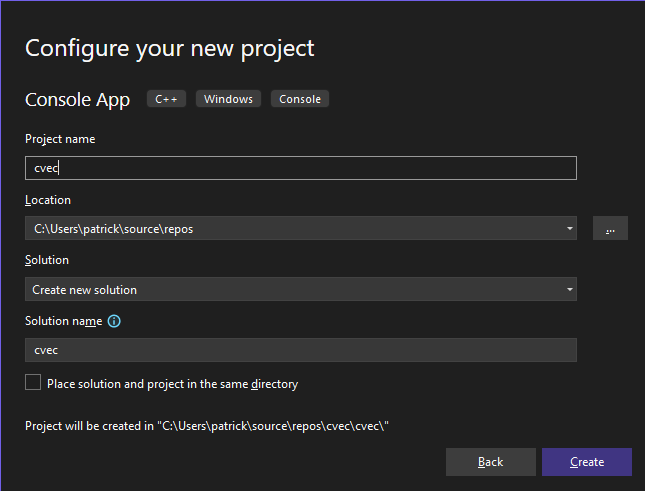 Configure your new project
Console App C++ Windows Console
Project name
cvec
Location
C:\Users\patrick\source\repos
...
Solution
Create new solution
Solution name
cvec
Place solution and project in the same directory
Project will be created in "C:\Users\patrick\source\repos\cvec\cvec\"
Back Create